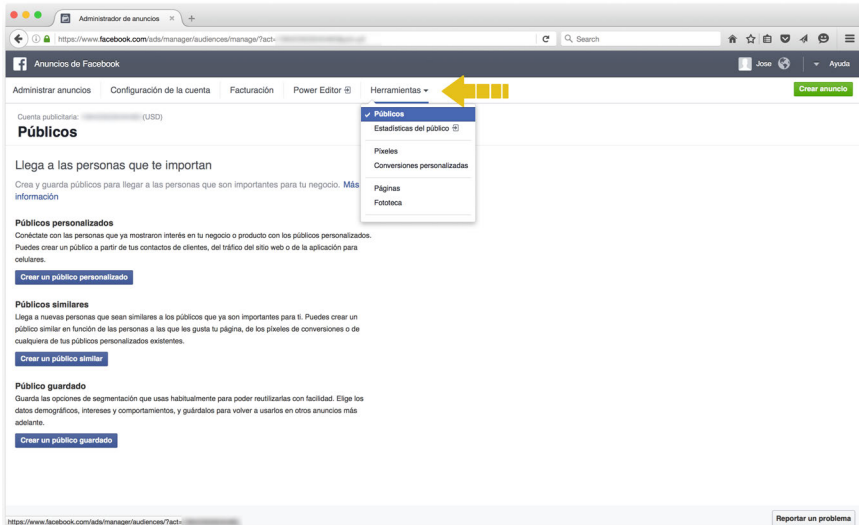 Administrador de anuncios
https://www.facebook.com/ads/manager/audiences/manage/?act=
Search
Anuncios de Facebook
Jose
Ayuda
Administrar anuncios
Configuración de la cuenta
Facturación
Power Editor
Herramientas
Crear anuncio
Cuenta publicitaria: (USD)
Públicos
Públicos
Estadísticas del público
Píxeles
Conversiones personalizadas
Páginas
Fototeca
Llega a las personas que te importan
Crea y guarda públicos para llegar a las personas que son importantes para tu negocio. Más
información
Públicos personalizados
Conéctate con las personas que ya mostraron interés en tu negocio o producto con los públicos personalizados.
Puedes crear un público a partir de tus contactos de clientes, del tráfico del sitio web o de la aplicación para
celulares.
Crear un público personalizado
Públicos similares
Llega a nuevas personas que sean similares a los públicos que ya son importantes para ti. Puedes crear un
público similar en función de las personas a las que les gusta tu página, de los píxeles de conversiones o de
cualquiera de tus públicos personalizados existentes.
Crear un público similar
Público guardado
Guarda las opciones de segmentación que usas habitualmente para poder reutilizarlas con facilidad. Elige los
datos demográficos, intereses y comportamientos, y guárdalos para volver a usarlos en otros anuncios más
adelante.
Crear un público guardado
https://www.facebook.com/ads/manager/audiences/?act=
Reportar un problema